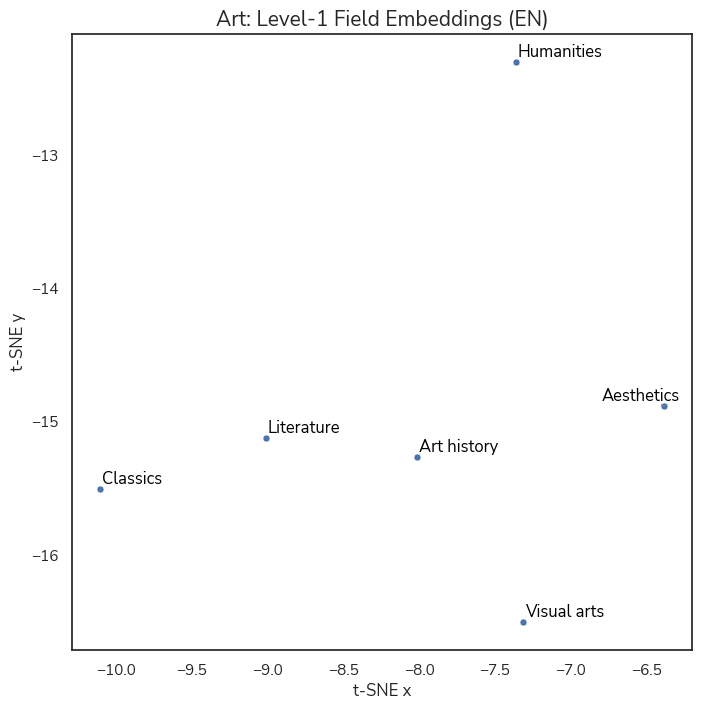 Art: Level-1 Field Embeddings (EN)
Humanities
−13
−14
Aesthetics
−15
Literature
Art history
Classics
−16
Visual arts
t-SNE y
−10.0 −9.5 −9.0 −8.5 −8.0 −7.5 −7.0 −6.5
t-SNE x